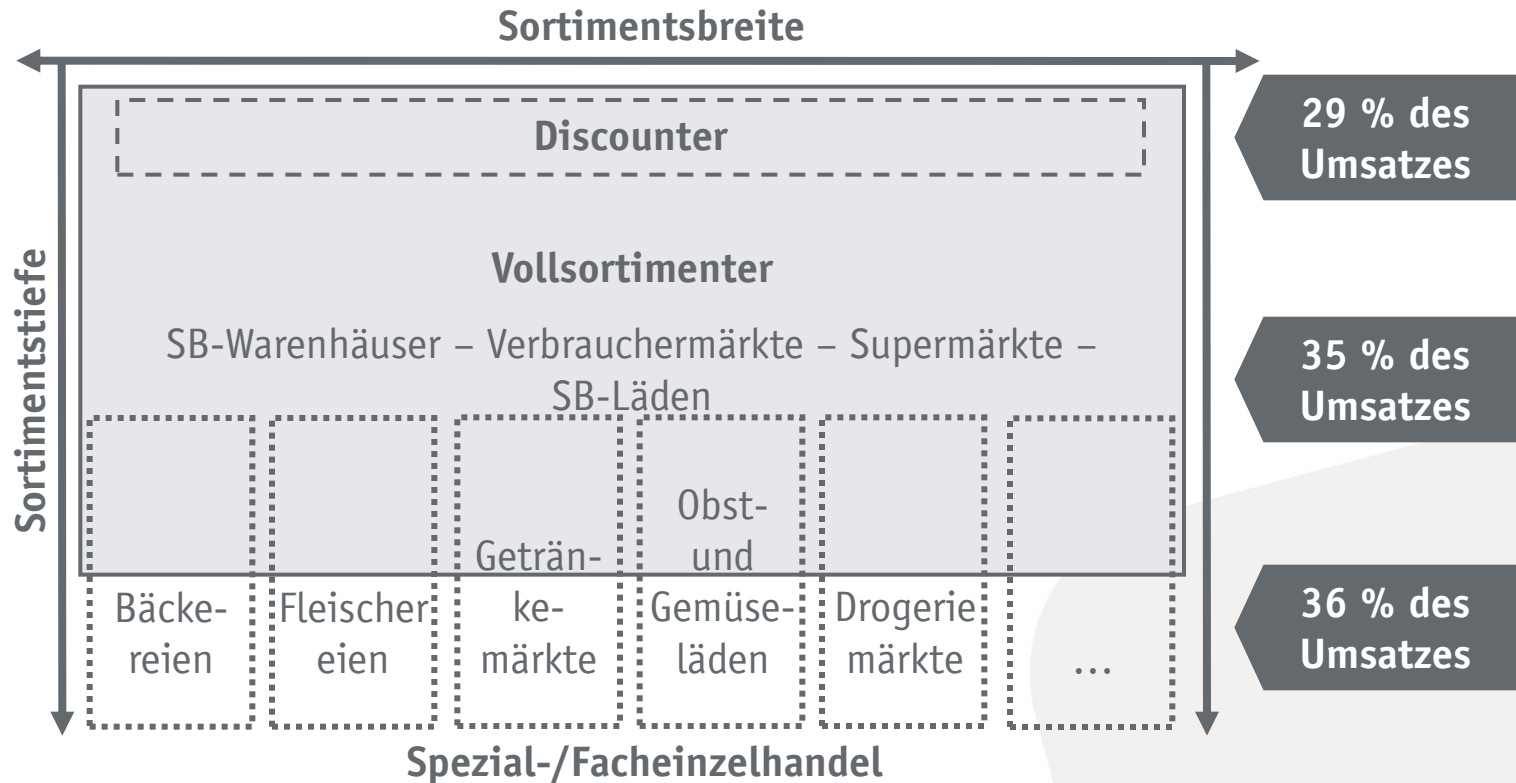 Sortimentsbreite
Discounter
29 % des
Umsatzes
Sortimentstiefe
Vollsortimenter
SB-Warenhäuser – Verbrauchermärkte – Supermärkte –
SB-Läden
35 % des
Umsatzes
Bäcke-
reien
Fleischer
eien
Geträn-
ke-
märkte
Obst-
und
Gemüse-
läden
Drogerie
märkte
...
36 % des
Umsatzes
Spezial-/Facheinzelhandel